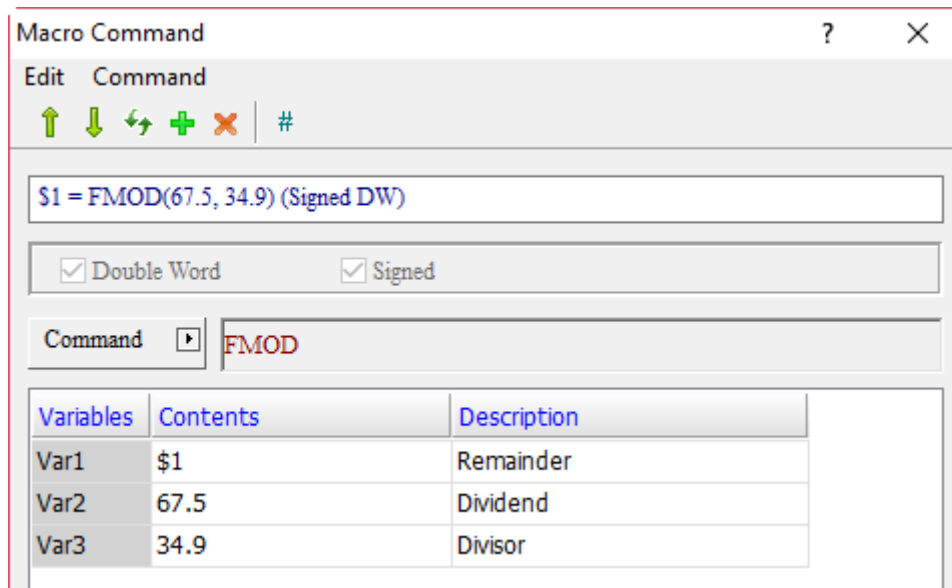 Macro Command ?
Edit Command
#
$1 = FMOD(67.5, 34.9) (Signed DW)
Double Word Signed
Command FMOD
Variables Contents Description
Var1 $1 Remainder
Var2 67.5 Dividend
Var3 34.9 Divisor